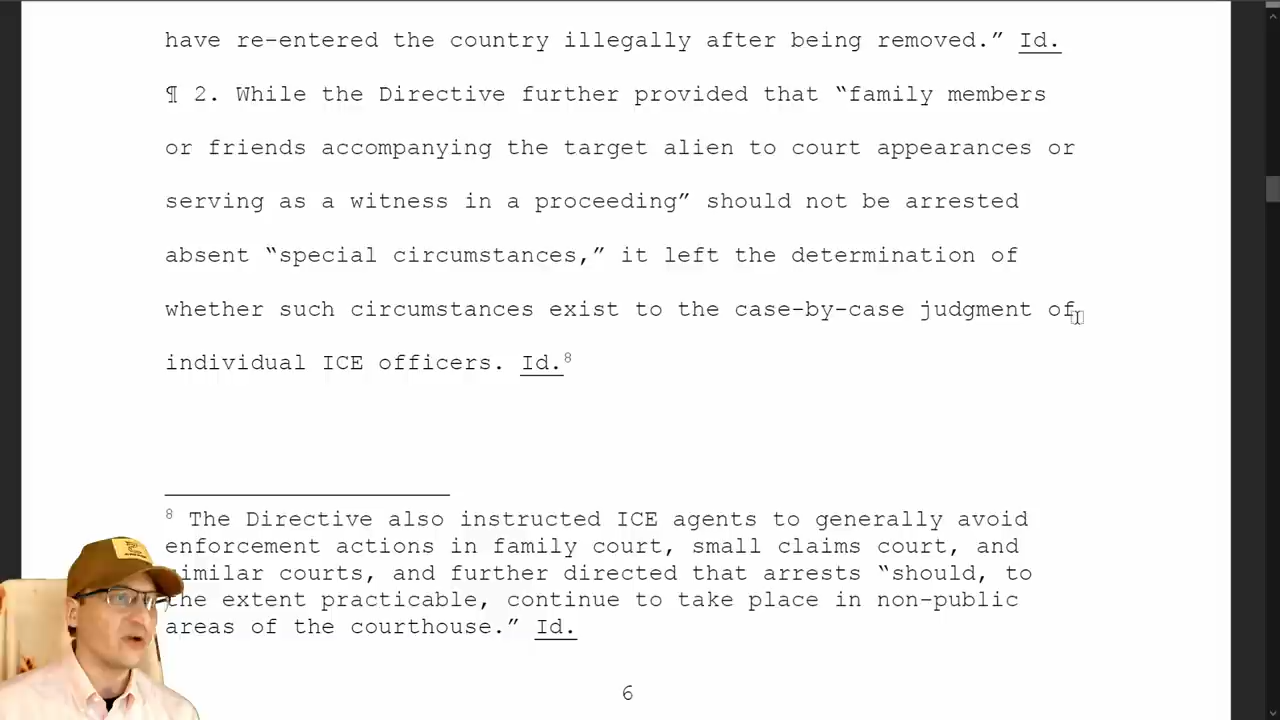 have re-entered the country illegally after being removed.” Id.
¶ 2. While the Directive further provided that “family members
or friends accompanying the target alien to court appearances or
serving as a witness in a proceeding” should not be arrested
absent “special circumstances,” it left the determination of
whether such circumstances exist to the case-by-case judgment of
individual ICE officers. Id.8
8 The Directive also instructed ICE agents to generally avoid
enforcement actions in family court, small claims court, and
similar courts, and further directed that arrests “should, to
the extent practicable, continue to take place in non-public
areas of the courthouse.” Id.
6